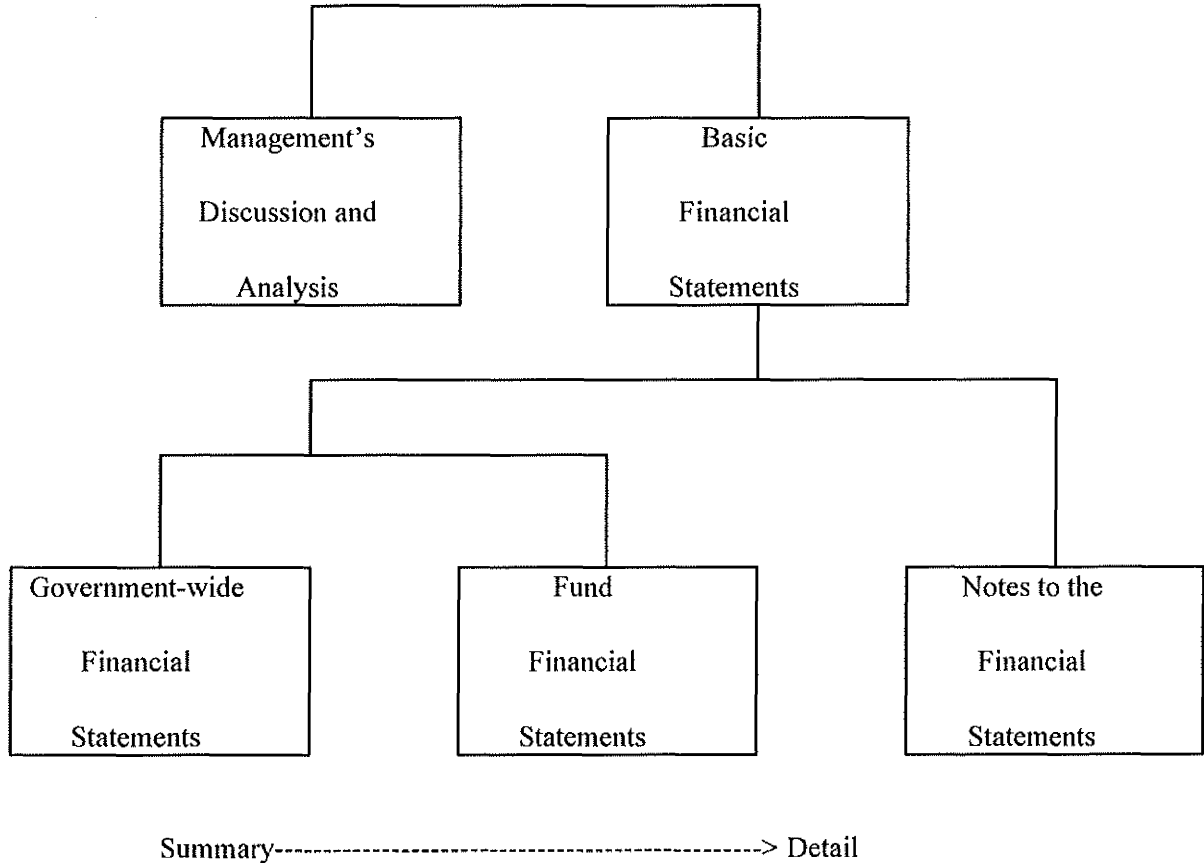 Management's
Discussion and
Analysis
Basic
Financial
Statements
Government-wide
Financial
Statements
Fund
Financial
Statements
Notes to the
Financial
Statements
Summary-------------------------------------------------> Detail